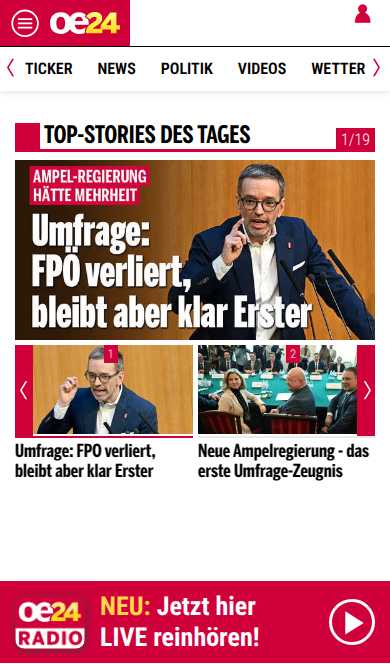 oe24
TICKER NEWS POLITIK VIDEOS WETTER
TOP-STORIES DES TAGES
1/19
AMPEL-REGIERUNG
HÄTTE MEHRHEIT
Umfrage:
FPÖ verliert,
bleibt aber klar Erster
1
2
Umfrage: FPÖ verliert,
bleibt aber klar Erster
Neue Ampelregierung - das
erste Umfrage-Zeugnis
oe24
RADIO
NEU: Jetzt hier
LIVE reinhören!